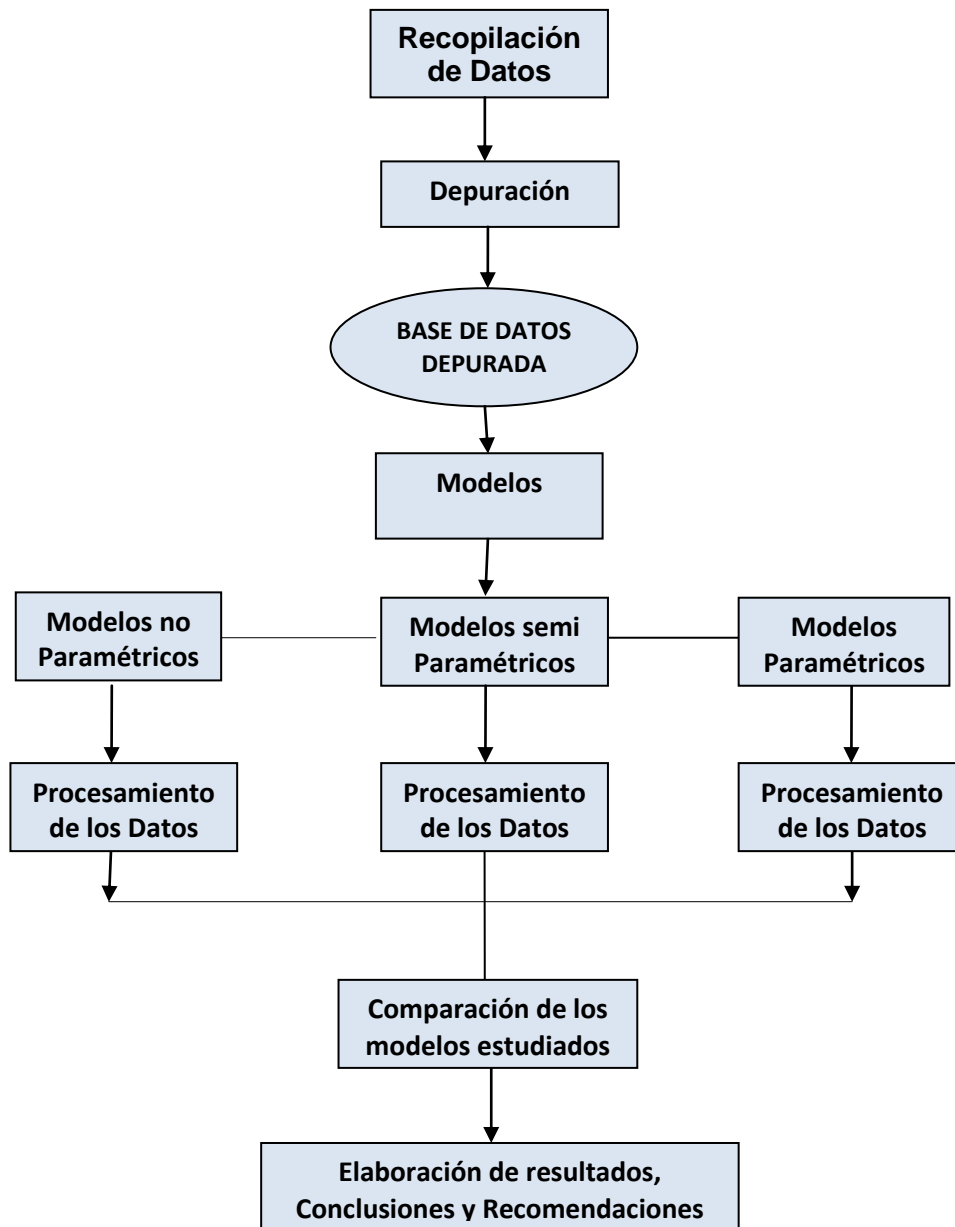 Recopilación
de Datos
Depuración
BASE DE DATOS
DEPURADA
Modelos
Modelos no
Paramétricos
Modelos semi
Paramétricos
Modelos
Paramétricos
Procesamiento
de los Datos
Procesamiento
de los Datos
Procesamiento
de los Datos
Comparación de los
modelos estudiados
Elaboración de resultados,
Conclusiones y Recomendaciones